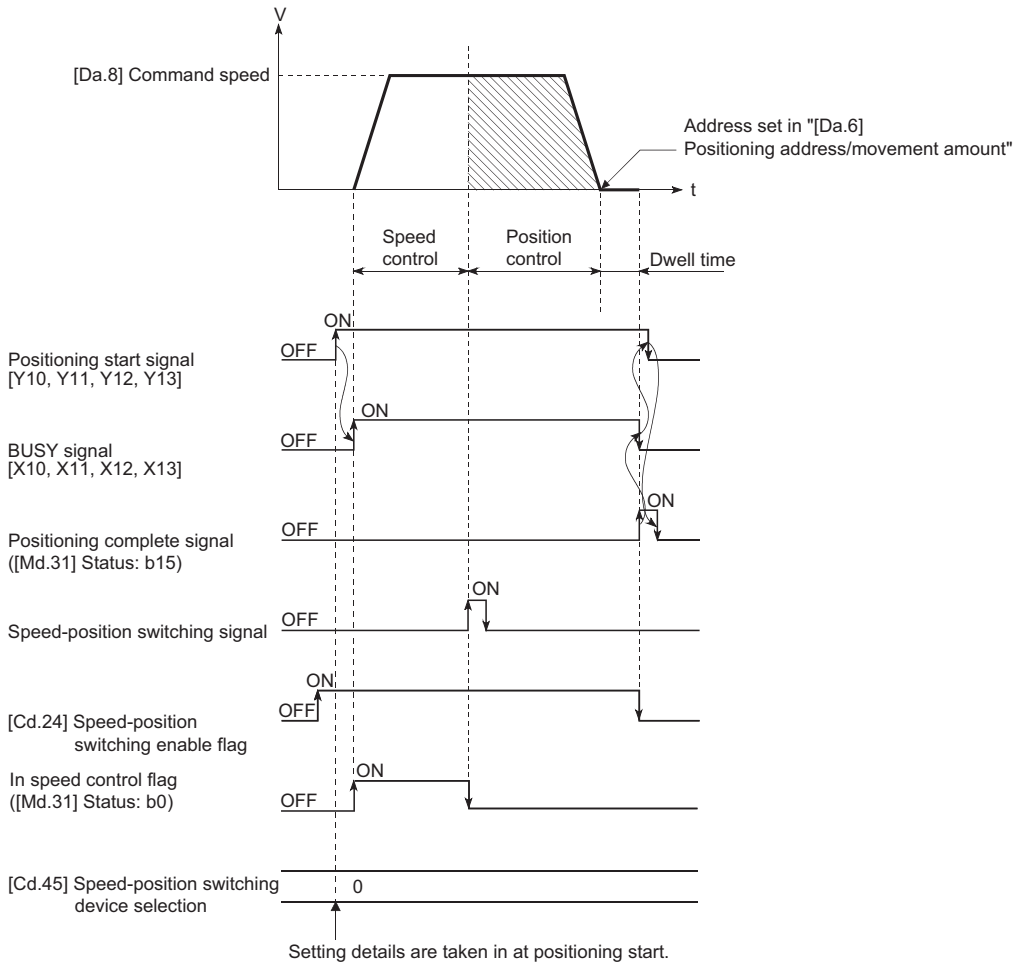 V
[Da.8] Command speed
Address set in "[Da.6]
Positioning address/movement amount"
t
Speed
control
Position
control
Dwell time
ON
OFF
Positioning start signal
[Y10, Y11, Y12, Y13]
ON
OFF
BUSY signal
[X10, X11, X12, X13]
ON
OFF
Positioning complete signal
([Md.31] Status: b15)
ON
OFF
Speed-position switching signal
ON
OFF
[Cd.24] Speed-position
switching enable flag
ON
In speed control flag
([Md.31] Status: b0)
OFF
[Cd.45] Speed-position switching
device selection
0
Setting details are taken in at positioning start.